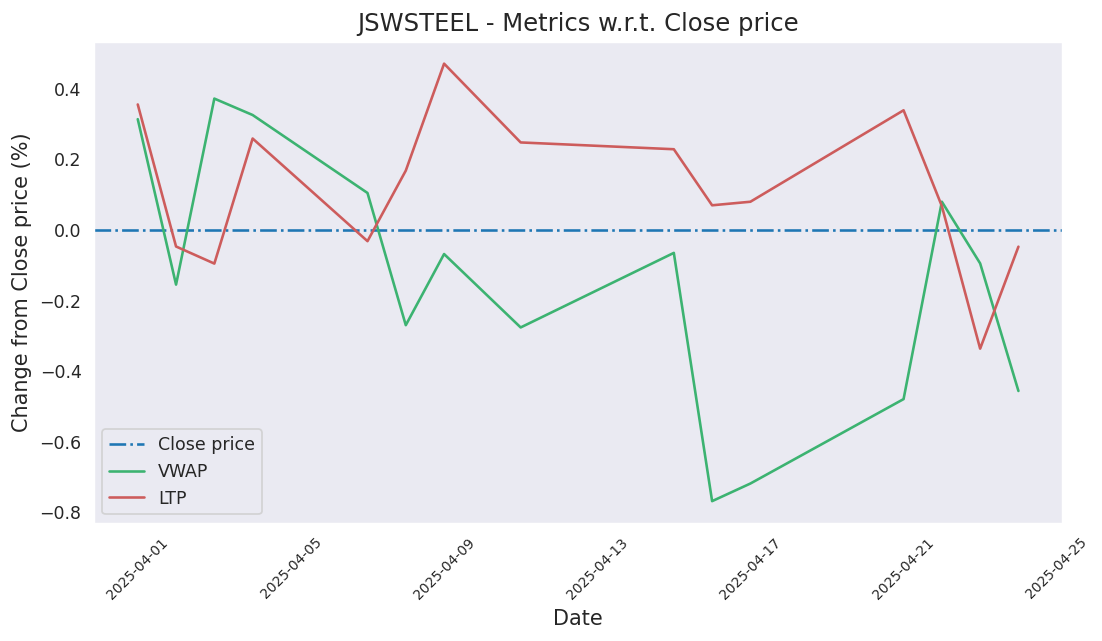 JSWSTEEL - Metrics w.r.t. Close price
Change from Close price (%)
0.4
0.2
0.0
−0.2
−0.4
−0.6
−0.8
Close price
VWAP
LTP
2025-04-01
2025-04-05
2025-04-09
2025-04-13
2025-04-17
2025-04-21
2025-04-25
Date